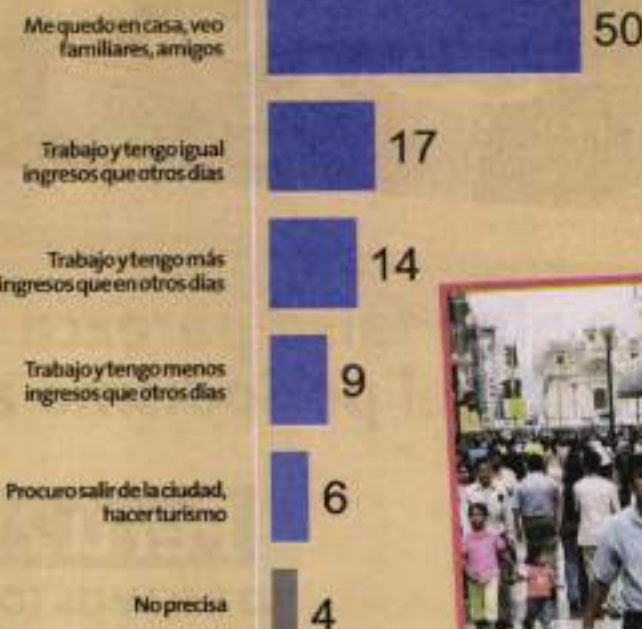 Me quedo en casa, veo
familiares, amigos
50
Trabajo y tengo igual
ingresos que otros días
17
Trabajo y tengo más
ingresos que en otros días
14
Trabajo y tengo menos
ingresos que otros días
9
Procuro salir de la ciudad,
hacer turismo
6
No precisa
4